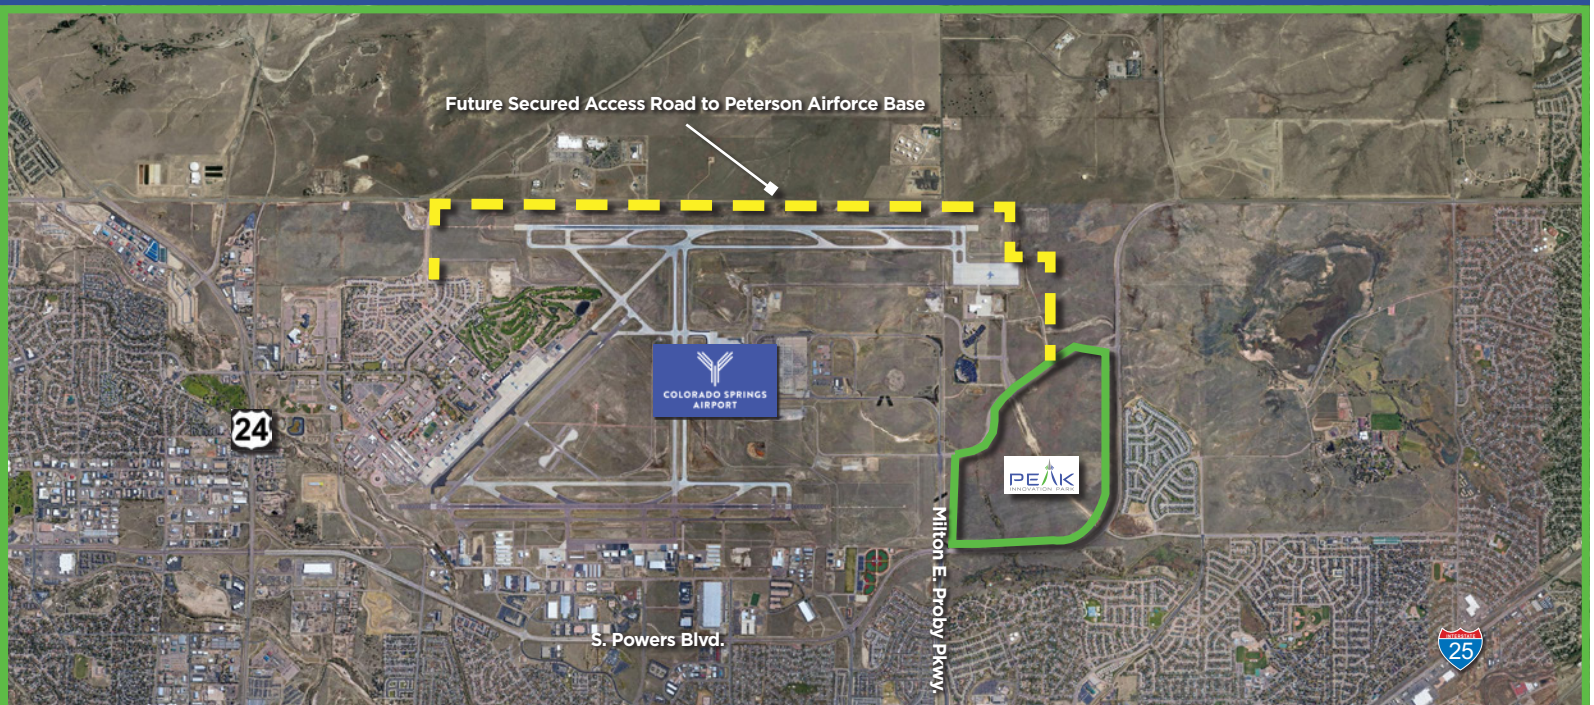 Future Secured Access Road to Peterson Airforce Base
COLORADO SPRINGS
AIRPORT
24
PEAK
INNOVATION PARK
Milton E. Proby Pkwy.
S. Powers Blvd.
INTERSTATE
25